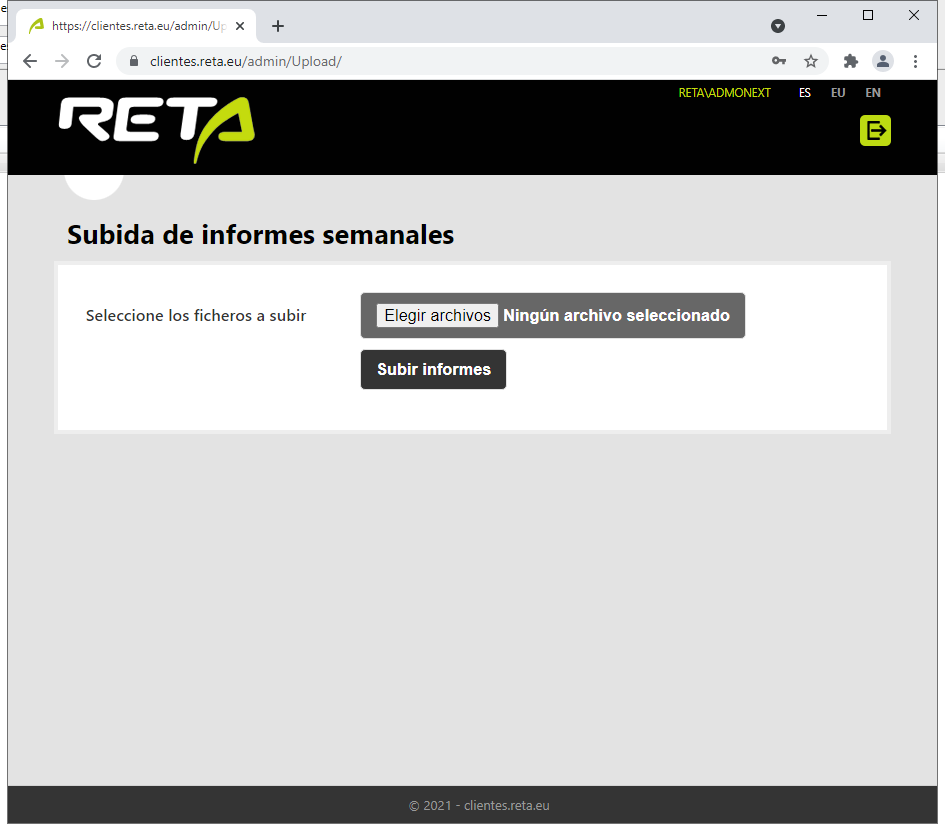 https://clientes.reta.eu/admin/Up
clientes.reta.eu/admin/Upload/
RETA\ADMONEXT ES EU EN
RETA
Subida de informes semanales
Seleccione los ficheros a subir
Elegir archivos Ningún archivo seleccionado
Subir informes
© 2021 - clientes.reta.eu